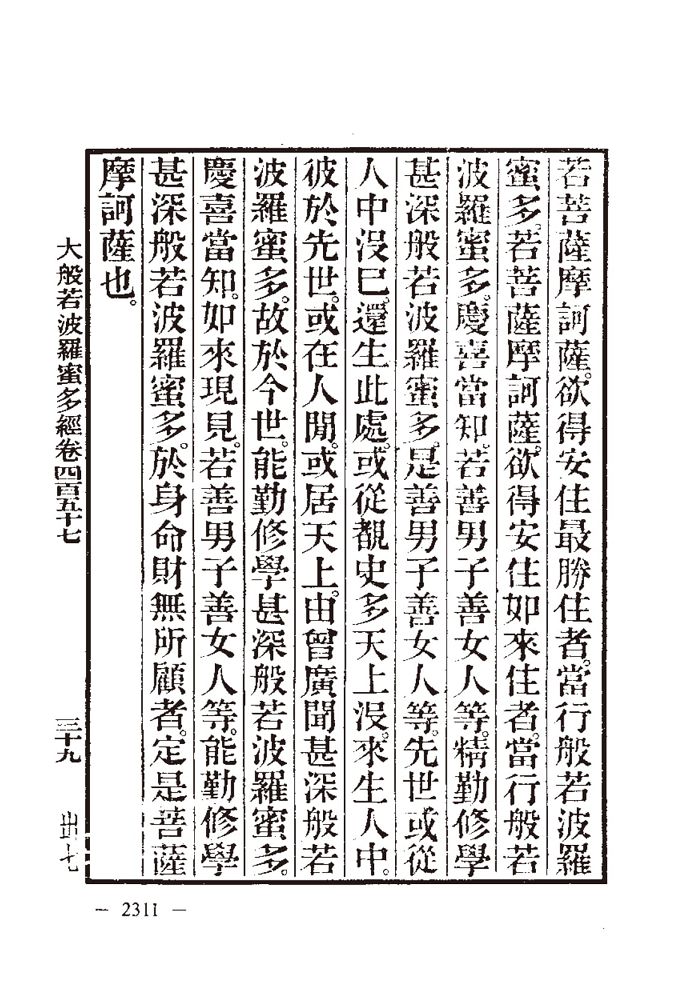 若菩薩摩訶薩。欲得安住最勝住者。當行般若波羅
蜜多。若菩薩摩訶薩。欲得安住如來住者。當行般若
波羅蜜多。慶喜當知。若善男子善女人等。精勤修學
甚深般若波羅蜜多。是善男子善女人等。先世或從
人中沒已。還生此處。或從覩史多天上沒。來生人中。
彼於先世。或在人閒。或居天上。由曾廣聞甚深般若
波羅蜜多。故於今世。能勤修學甚深般若波羅蜜多。
慶喜當知。如來現見。若善男子善女人等。能勤修學
甚深般若波羅蜜多。於身命財無所顧者。定是菩薩
摩訶薩也。
大般若波羅蜜多經卷四百五十七 三十九 出七
— 2311 —